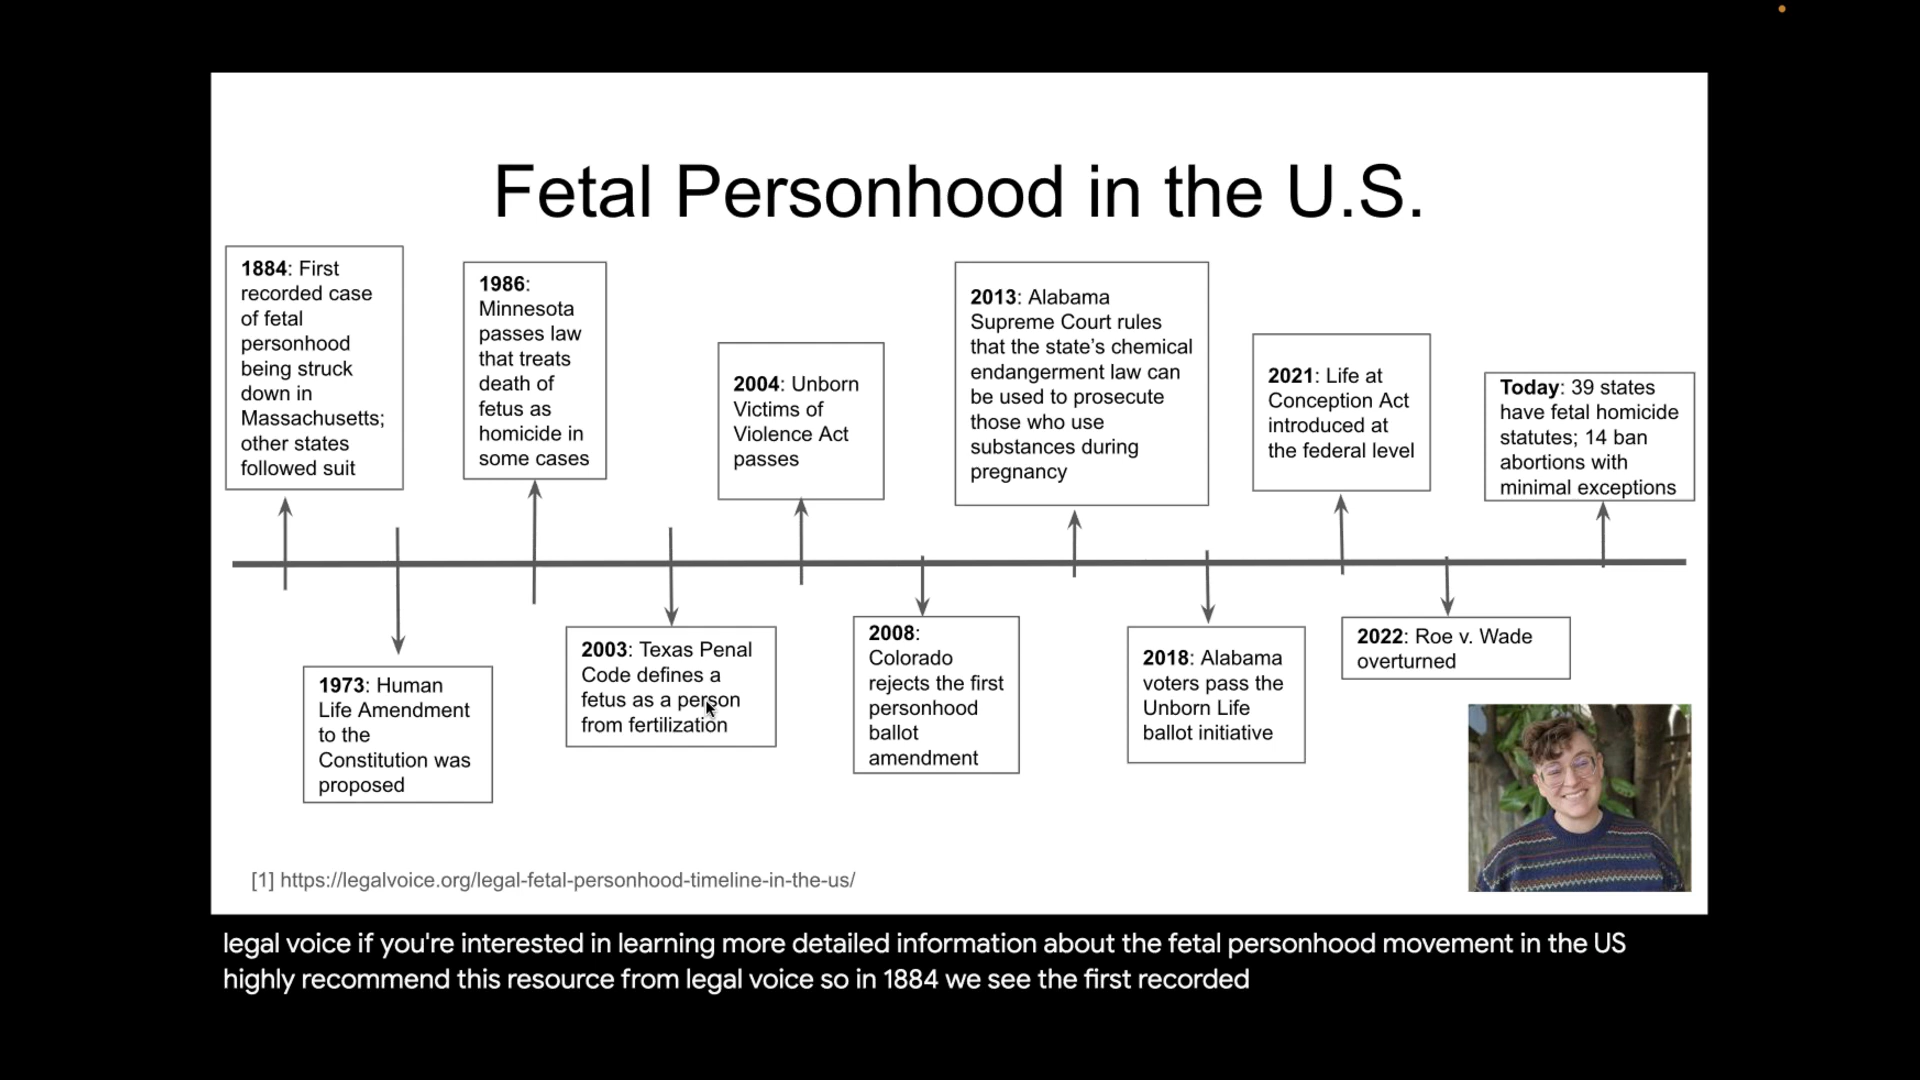 Fetal Personhood in the U.S.
1884: First
recorded case
of fetal
personhood
being struck
down in
Massachusetts;
other states
followed suit
1973: Human
Life Amendment
to the
Constitution was
proposed
1986:
Minnesota
passes law
that treats
death of
fetus as
homicide in
some cases
2003: Texas Penal
Code defines a
fetus as a person
from fertilization
2004: Unborn
Victims of
Violence Act
passes
2008:
Colorado
rejects the first
personhood
ballot
amendment
2013: Alabama
Supreme Court rules
that the state's chemical
endangerment law can
be used to prosecute
those who use
substances during
pregnancy
2018: Alabama
voters pass the
Unborn Life
ballot initiative
2021: Life at
Conception Act
introduced at
the federal level
2022: Roe v. Wade
overturned
Today: 39 states
have fetal homicide
statutes; 14 ban
abortions with
minimal exceptions
[1] https://legalvoice.org/legal-fetal-personhood-timeline-in-the-us/
legal voice if you're interested in learning more detailed information about the fetal personhood movement in the US
highly recommend this resource from legal voice so in 1884 we see the first recorded